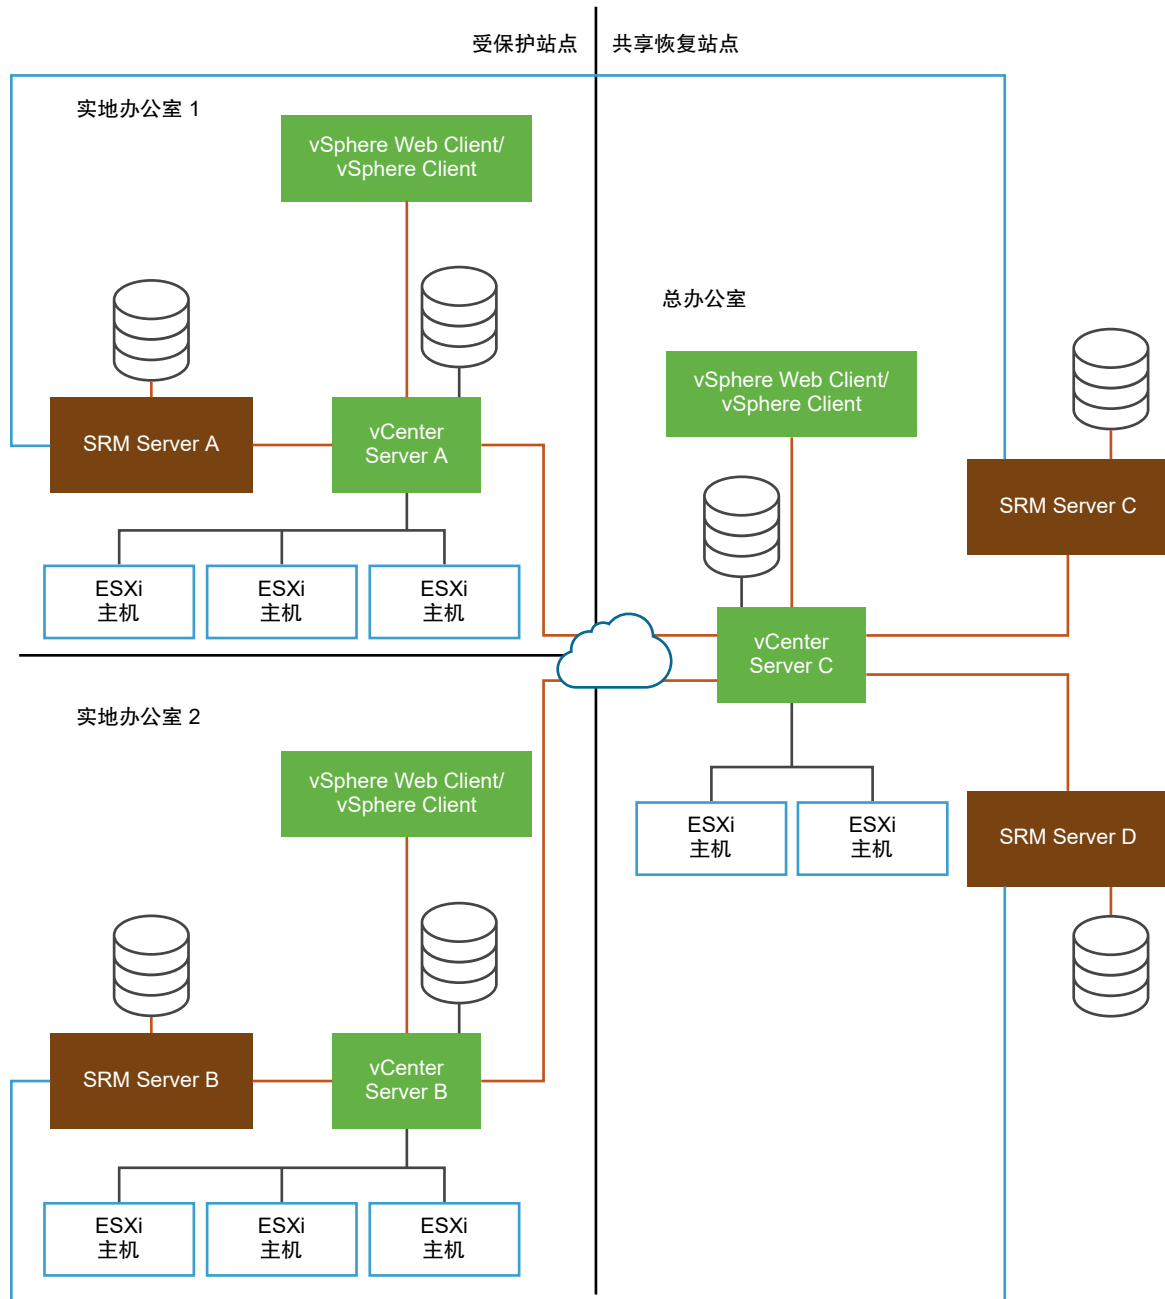 受保护站点
共享恢复站点
实地办公室 1
vSphere Web Client/
vSphere Client
SRM Server A
vCenter
Server A
ESXi
主机
ESXi
主机
ESXi
主机
总办公室
vSphere Web Client/
vSphere Client
SRM Server C
vCenter
Server C
ESXi
主机
ESXi
主机
SRM Server D
实地办公室 2
vSphere Web Client/
vSphere Client
SRM Server B
vCenter
Server B
ESXi
主机
ESXi
主机
ESXi
主机